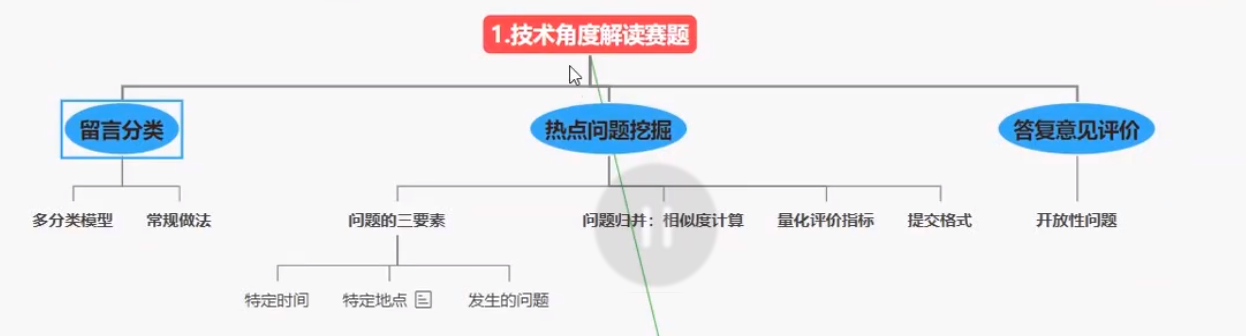 1.技术角度解读赛题
留言分类
热点问题挖掘
答复意见评价
多分类模型
常规做法
问题的三要素
问题归并：相似度计算
量化评价指标
提交格式
开放性问题
特定时间
特定地点
发生的问题